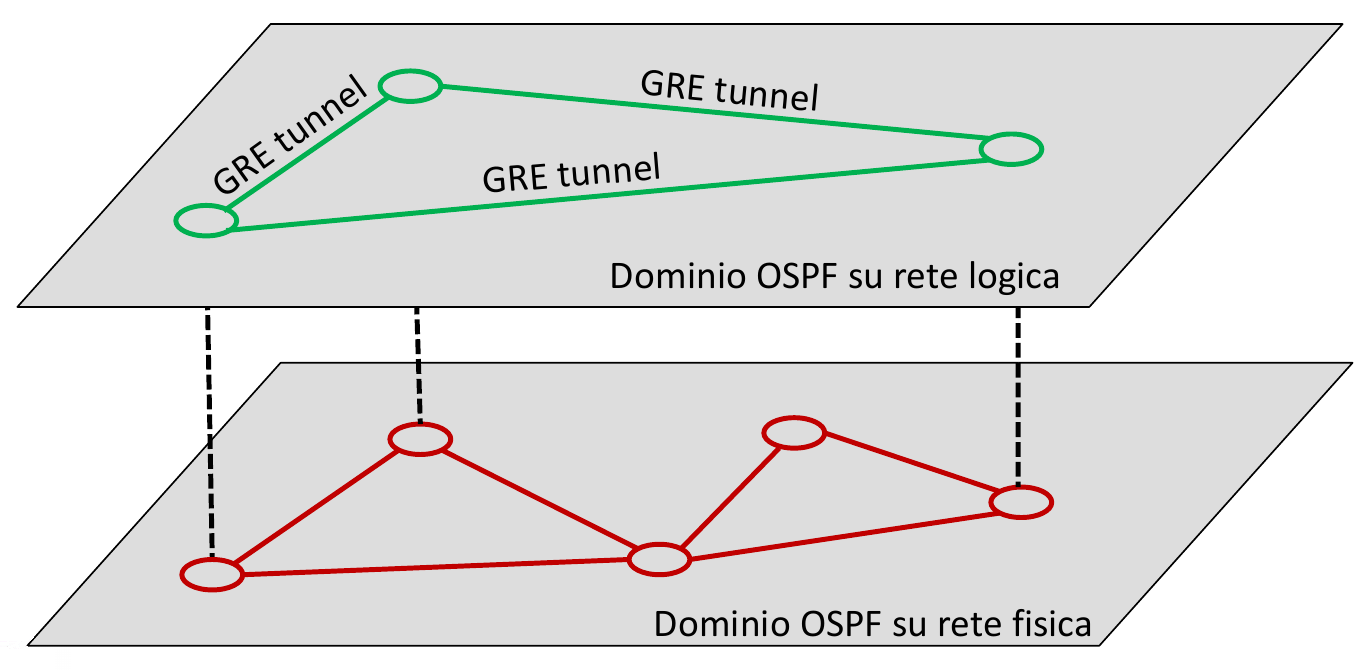 GRE tunnel
GRE tunnel
GRE tunnel
Dominio OSPF su rete logica
Dominio OSPF su rete fisica